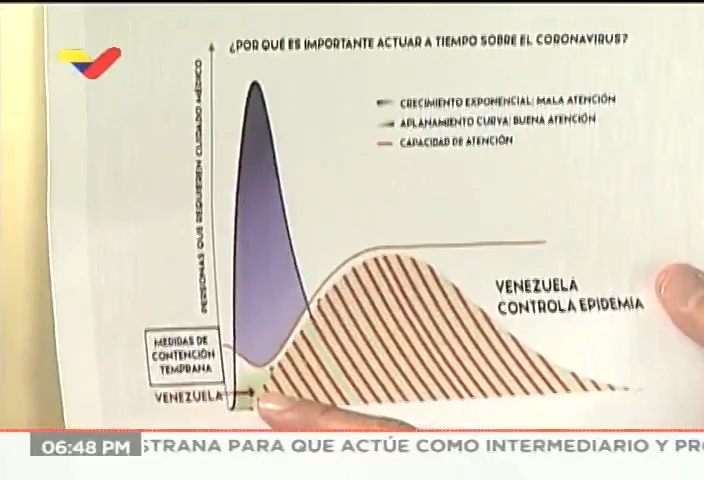 ¿POR QUÉ ES IMPORTANTE ACTUAR A TIEMPO SOBRE EL CORONAVIRUS?
PERSONAS QUE REQUIEREN CUIDADO MÉDICO
CRECIMIENTO EXPONENCIAL: MALA ATENCIÓN
APLANAMIENTO CURVA: BUENA ATENCIÓN
CAPACIDAD DE ATENCIÓN
VENEZUELA
CONTROLA EPIDEMIA
MEDIDAS DE
CONTENCIÓN
TEMPRANA
VENEZUELA
06:48 PM STRANA PARA QUE ACTÚE COMO INTERMEDIARIO Y PR